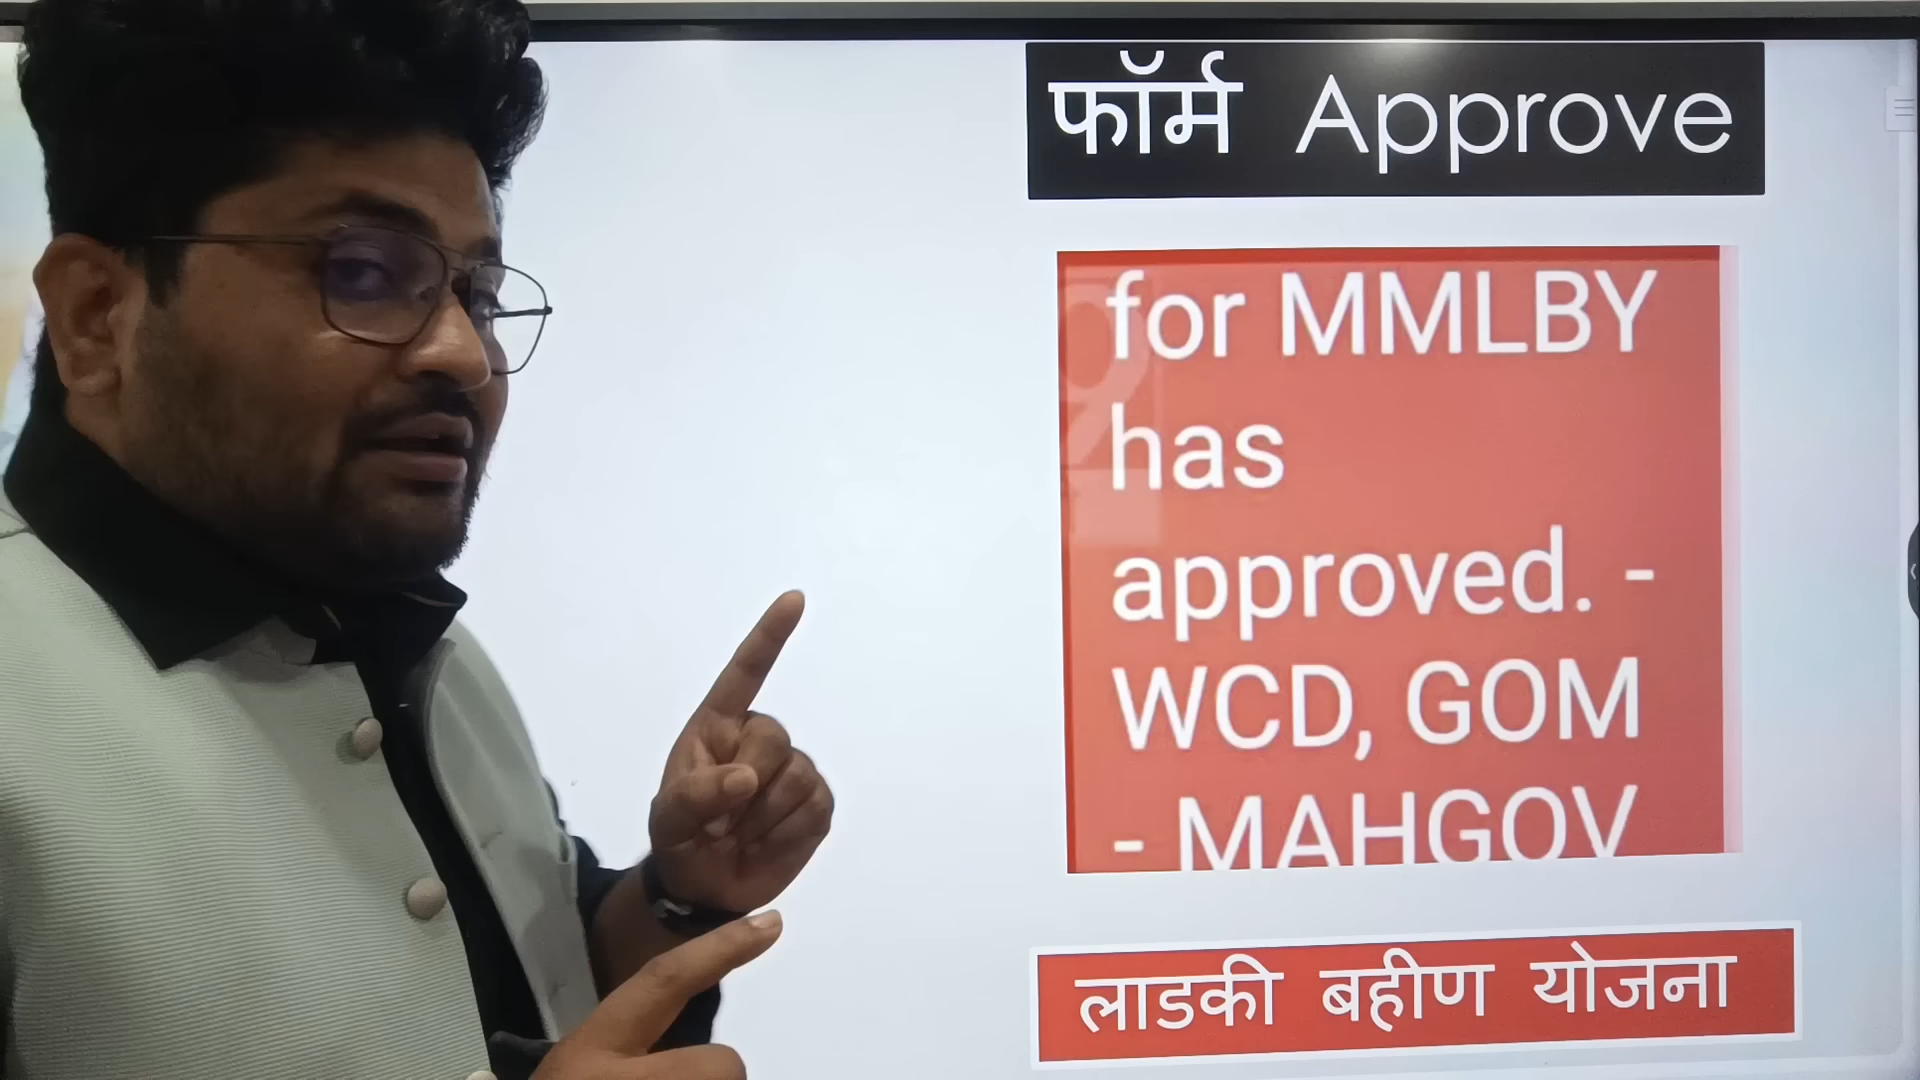 फॉर्म Approve
for MMLBY
has
approved. -
WCD, GOM
- MAHGOV
लाडकी बहीण योजना